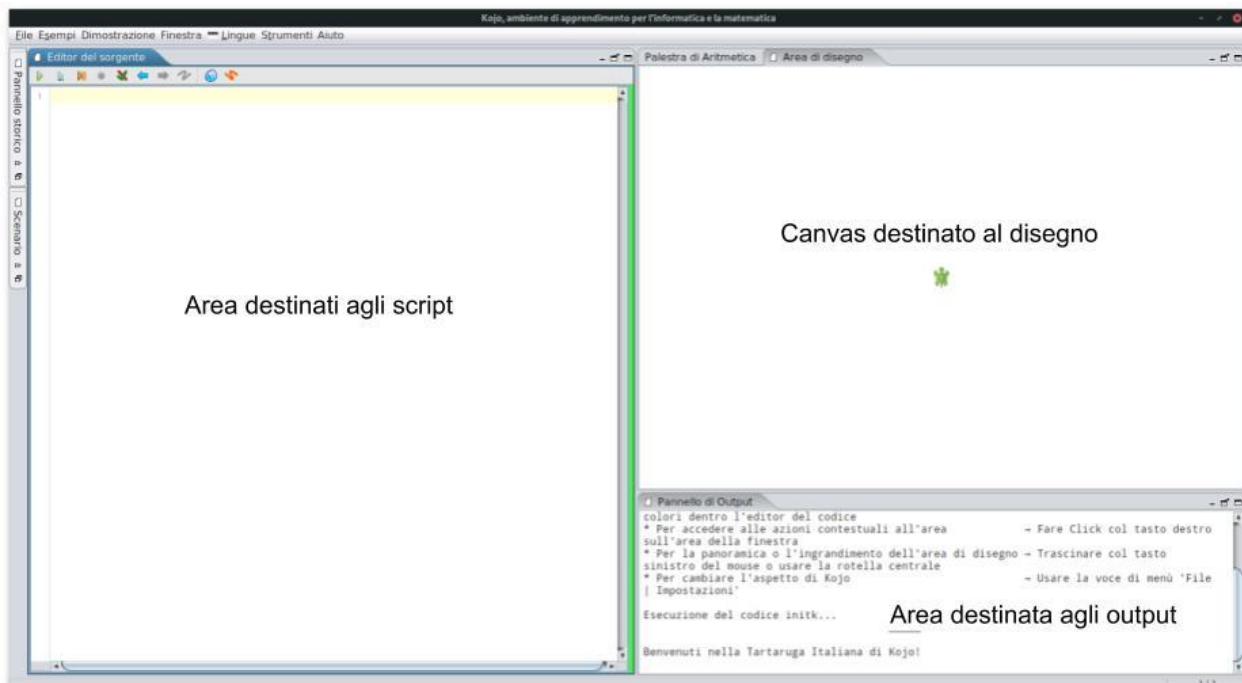 Kojo, ambiente di apprendimento per l'informatica e la matematica
File Esempi Dimostrazione Finestra Lingue Strumenti Aiuto
Pannello storico
Scenario
Editor del sorgente
1
Area destinati agli script
Palestra di Aritmetica Area di disegno
Canvas destinato al disegno
Pannello di Output
colori dentro l'editor del codice
* Per accedere alle azioni contestuali all'area → Fare Click col tasto destro
sull'area della finestra
* Per la panoramica o l'ingrandimento dell'area di disegno → Trascinare col tasto
sinistro del mouse o usare la rotella centrale
* Per cambiare l'aspetto di Kojo → Usare la voce di menù 'File
| Impostazioni'
Esecuzione del codice initk...
Area destinata agli output
Benvenuti nella Tartaruga Italiana di Kojo!